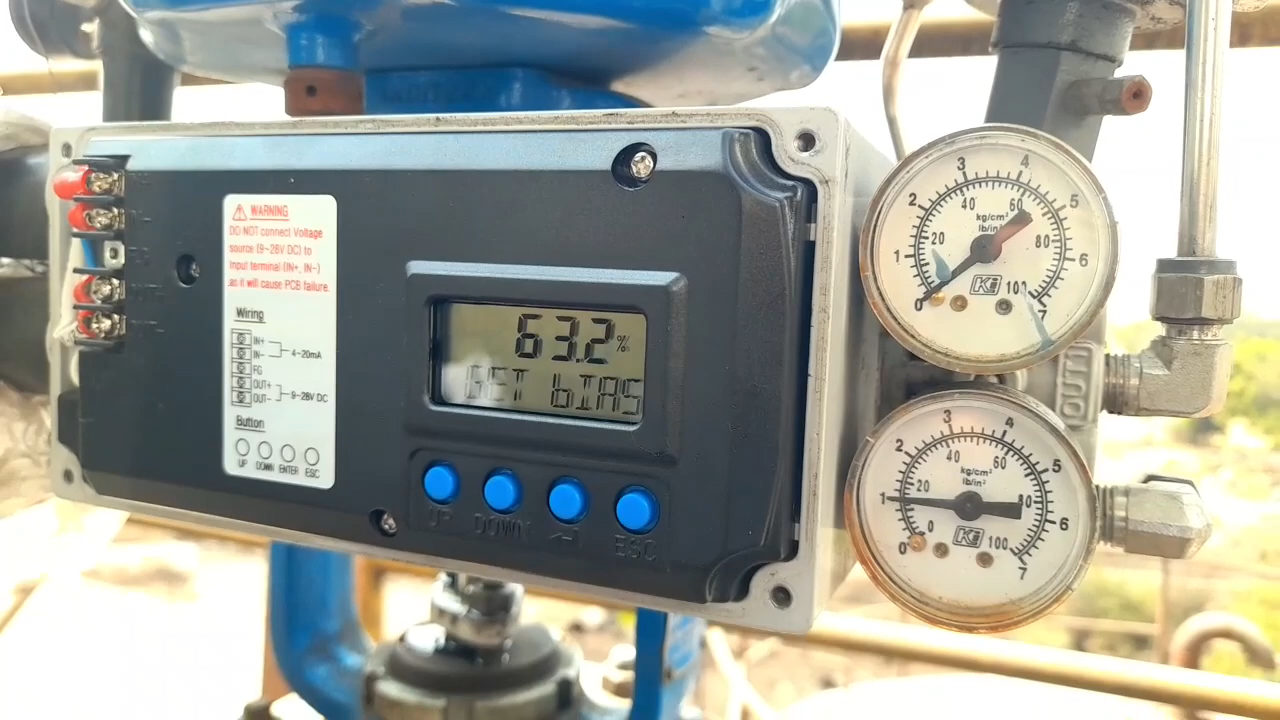 WARNING
DO NOT connect Voltage
source (9~28V DC) to
Input terminal (IN+, IN-)
as it will cause PCB failure.
Wiring
IN+
IN-
4~20mA
FG
OUT+
OUT-
9~28V DC
Button
UP DOWN ENTER ESC
63.2%
GET bIAS
UP DOWN ESC
0 1 2 3 4 5 6 7
0 20 40 60 80 100
kg/cm²
lb/in²
OUT1
0 1 2 3 4 5 6 7
0 20 40 60 80 100
kg/cm²
lb/in²